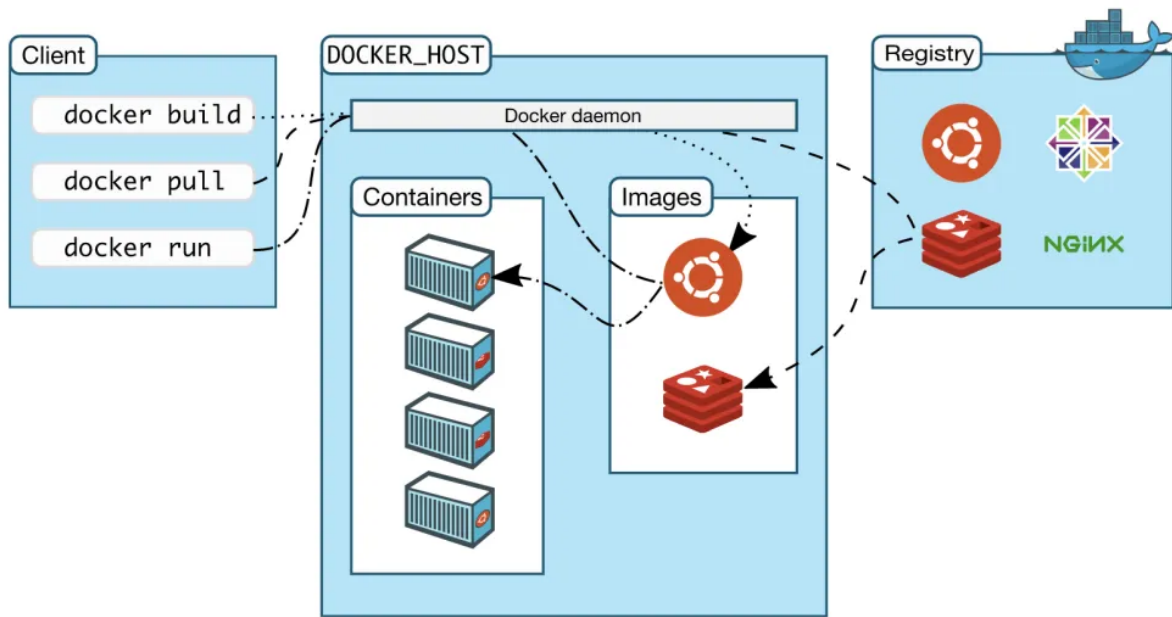 Client
docker build
docker pull
docker run
DOCKER_HOST
Docker daemon
Containers
Images
Registry
NGINX